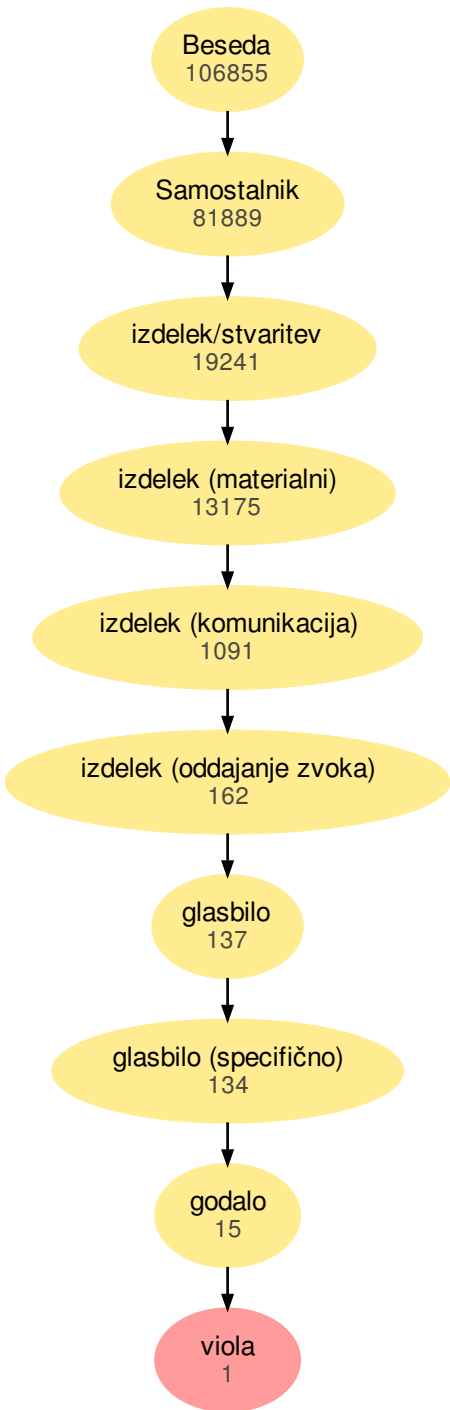 Beseda
106855
Samostalnik
81889
izdelek/stvaritev
19241
izdelek (materialni)
13175
izdelek (komunikacija)
1091
izdelek (oddajanje zvoka)
162
glasbilo
137
glasbilo (specifično)
134
godalo
15
viola
1